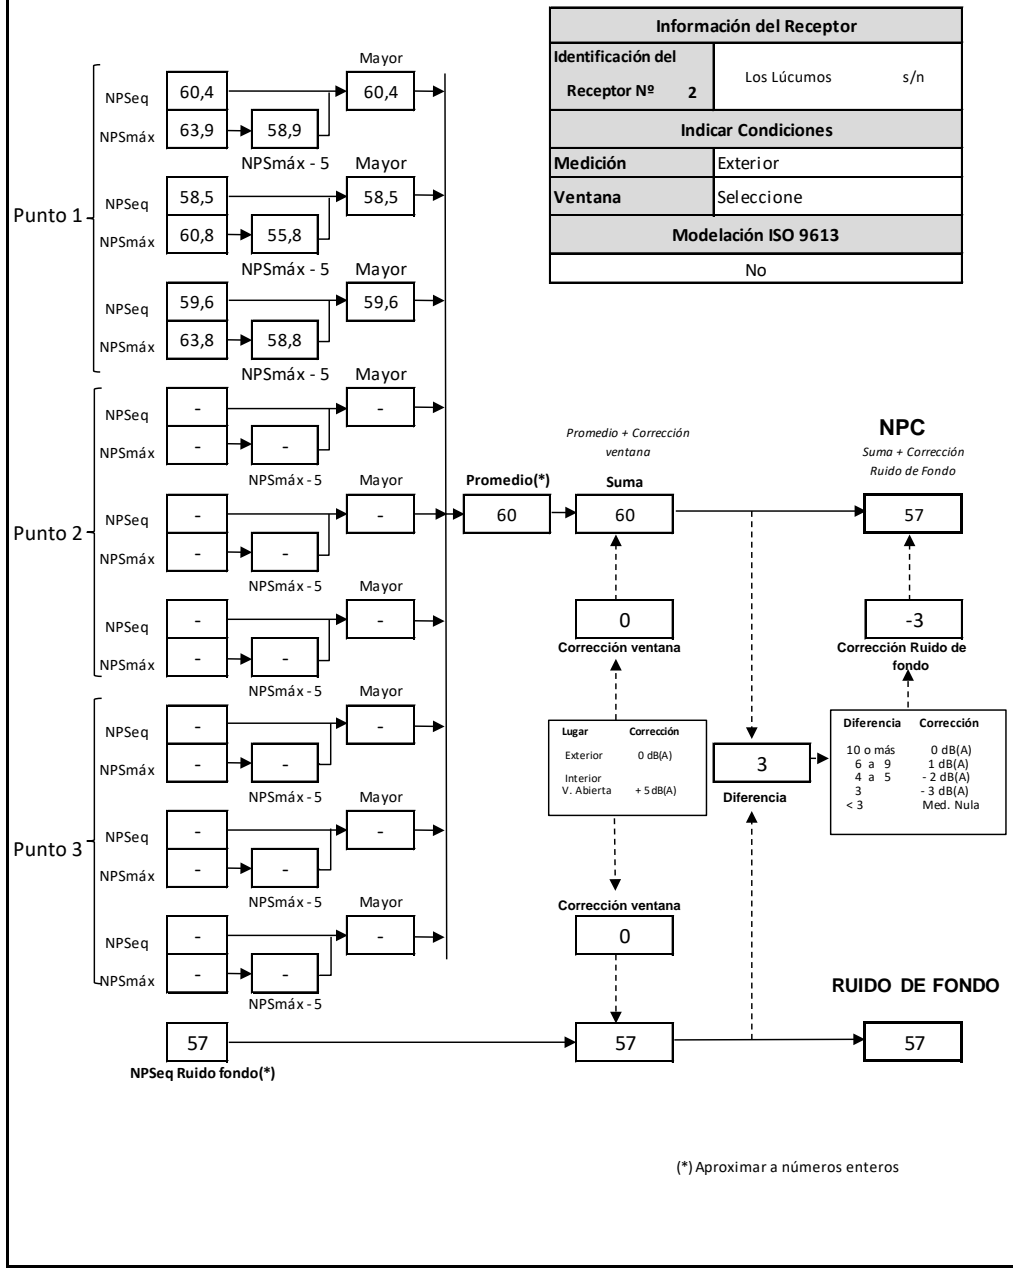 Información del Receptor
Identificación del
Receptor Nº 2
Los Lúcumos s/n
Indicar Condiciones
Medición Exterior
Ventana Seleccione
Modelación ISO 9613
No
Punto 1
Mayor
NPSeq 60,4 60,4
NPSmáx 63,9 58,9
NPSmáx - 5 Mayor
NPSeq 58,5 58,5
NPSmáx 60,8 55,8
NPSmáx - 5 Mayor
NPSeq 59,6 59,6
NPSmáx 63,8 58,8
NPSmáx - 5 Mayor
Punto 2
NPSeq - -
NPSmáx - -
NPSmáx - 5 Mayor
NPSeq - -
NPSmáx - -
NPSmáx - 5 Mayor
NPSeq - -
NPSmáx - -
NPSmáx - 5 Mayor
Punto 3
NPSeq - -
NPSmáx - -
NPSmáx - 5 Mayor
NPSeq - -
NPSmáx - -
NPSmáx - 5 Mayor
NPSeq - -
NPSmáx - -
NPSmáx - 5
Promedio(*)
60
Promedio + Corrección
ventana
Suma
60
0
Corrección ventana
Lugar Corrección
Exterior 0 dB(A)
Interior
V. Abierta + 5 dB(A)
Corrección ventana
0
NPC
Suma + Corrección
Ruido de Fondo
57
-3
Corrección Ruido de
fondo
3
Diferencia
Diferencia Corrección
10 o más 0 dB(A)
6 a 9 1 dB(A)
4 a 5 - 2 dB(A)
3 - 3 dB(A)
< 3 Med. Nula
RUIDO DE FONDO
57 57 57
NPSeq Ruido fondo(*)
(*) Aproximar a números enteros